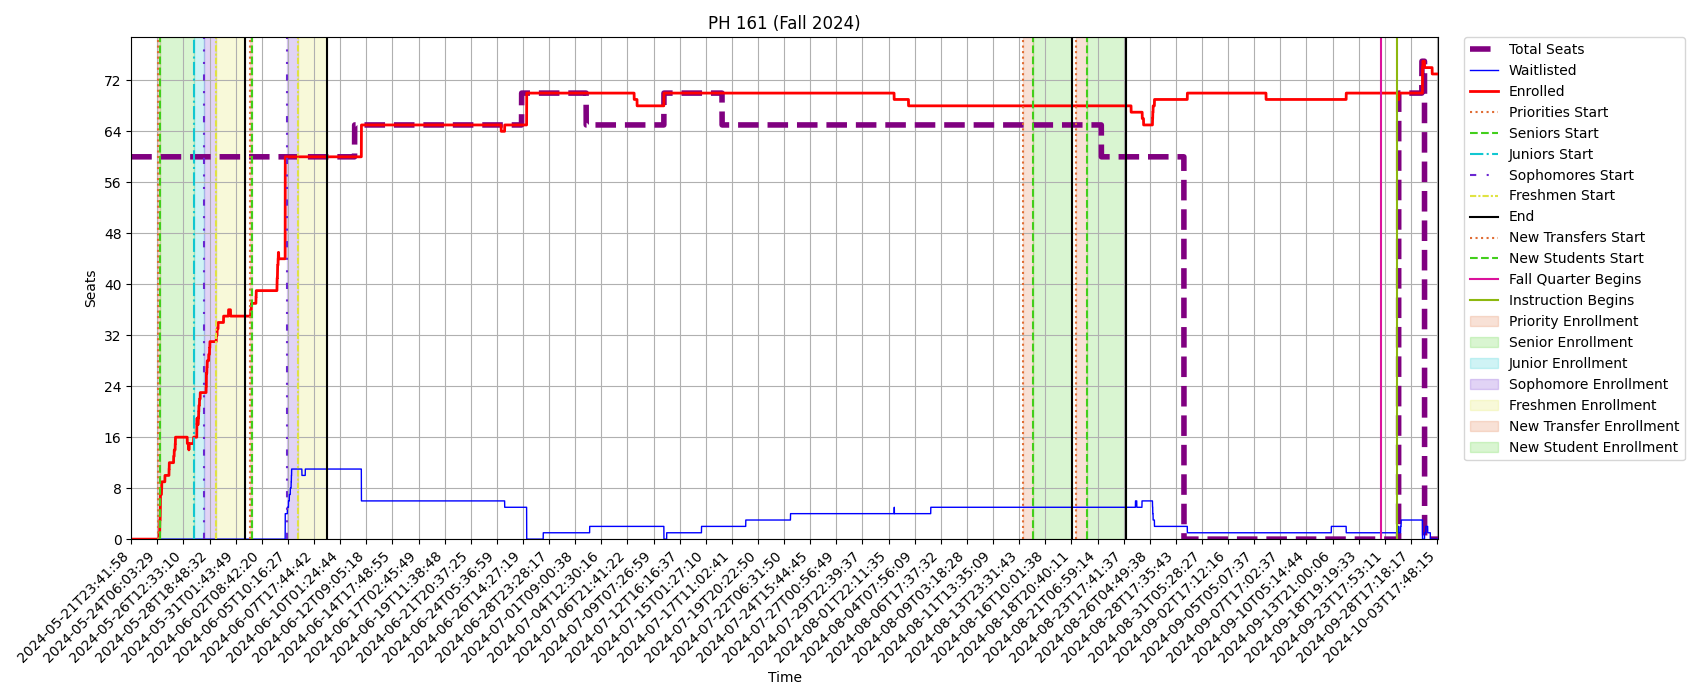 PH 161 (Fall 2024)
Seats
72
64
56
48
40
32
24
16
8
0
2024-05-21T23:41:58
2024-05-24T06:03:29
2024-05-26T12:33:10
2024-05-28T18:48:32
2024-05-31T01:43:49
2024-06-02T08:42:20
2024-06-05T10:16:27
2024-06-07T17:44:42
2024-06-10T01:24:44
2024-06-12T09:05:18
2024-06-14T17:48:55
2024-06-17T02:45:49
2024-06-19T11:38:48
2024-06-21T20:37:25
2024-06-24T05:36:59
2024-06-26T14:27:19
2024-06-28T23:28:17
2024-07-01T09:00:38
2024-07-04T12:30:16
2024-07-06T21:41:22
2024-07-09T07:26:59
2024-07-12T16:16:37
2024-07-15T01:27:10
2024-07-17T11:02:41
2024-07-19T20:22:50
2024-07-22T06:31:50
2024-07-24T15:44:45
2024-07-27T00:56:49
2024-07-29T22:39:37
2024-08-01T22:11:35
2024-08-04T07:56:09
2024-08-06T17:37:32
2024-08-09T03:18:28
2024-08-11T13:35:09
2024-08-13T23:31:43
2024-08-16T10:01:38
2024-08-18T20:40:11
2024-08-21T06:59:14
2024-08-23T17:41:37
2024-08-26T04:49:38
2024-08-28T17:35:43
2024-08-31T05:28:27
2024-09-02T17:12:16
2024-09-05T05:07:37
2024-09-07T17:02:37
2024-09-10T05:14:44
2024-09-13T21:00:06
2024-09-18T19:19:33
2024-09-23T17:53:11
2024-09-28T17:18:17
2024-10-03T17:48:15
Time
Total Seats
Waitlisted
Enrolled
Priorities Start
Seniors Start
Juniors Start
Sophomores Start
Freshmen Start
End
New Transfers Start
New Students Start
Fall Quarter Begins
Instruction Begins
Priority Enrollment
Senior Enrollment
Junior Enrollment
Sophomore Enrollment
Freshmen Enrollment
New Transfer Enrollment
New Student Enrollment